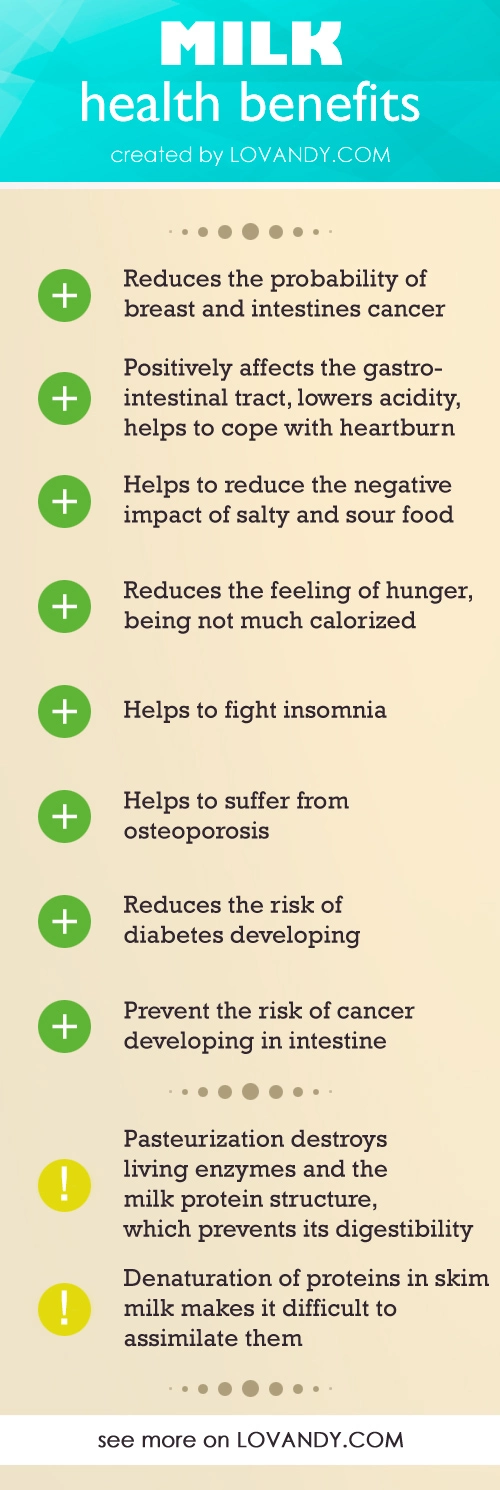 MILK
health benefits
created by LOVANDY.COM
Reduces the probability of
breast and intestines cancer
Positively affects the gastro-
intestinal tract, lowers acidity,
helps to cope with heartburn
Helps to reduce the negative
impact of salty and sour food
Reduces the feeling of hunger,
being not much calorized
Helps to fight insomnia
Helps to suffer from
osteoporosis
Reduces the risk of
diabetes developing
Prevent the risk of cancer
developing in intestine
Pasteurization destroys
living enzymes and the
milk protein structure,
which prevents its digestibility
Denaturation of proteins in skim
milk makes it difficult to
assimilate them
see more on LOVANDY.COM